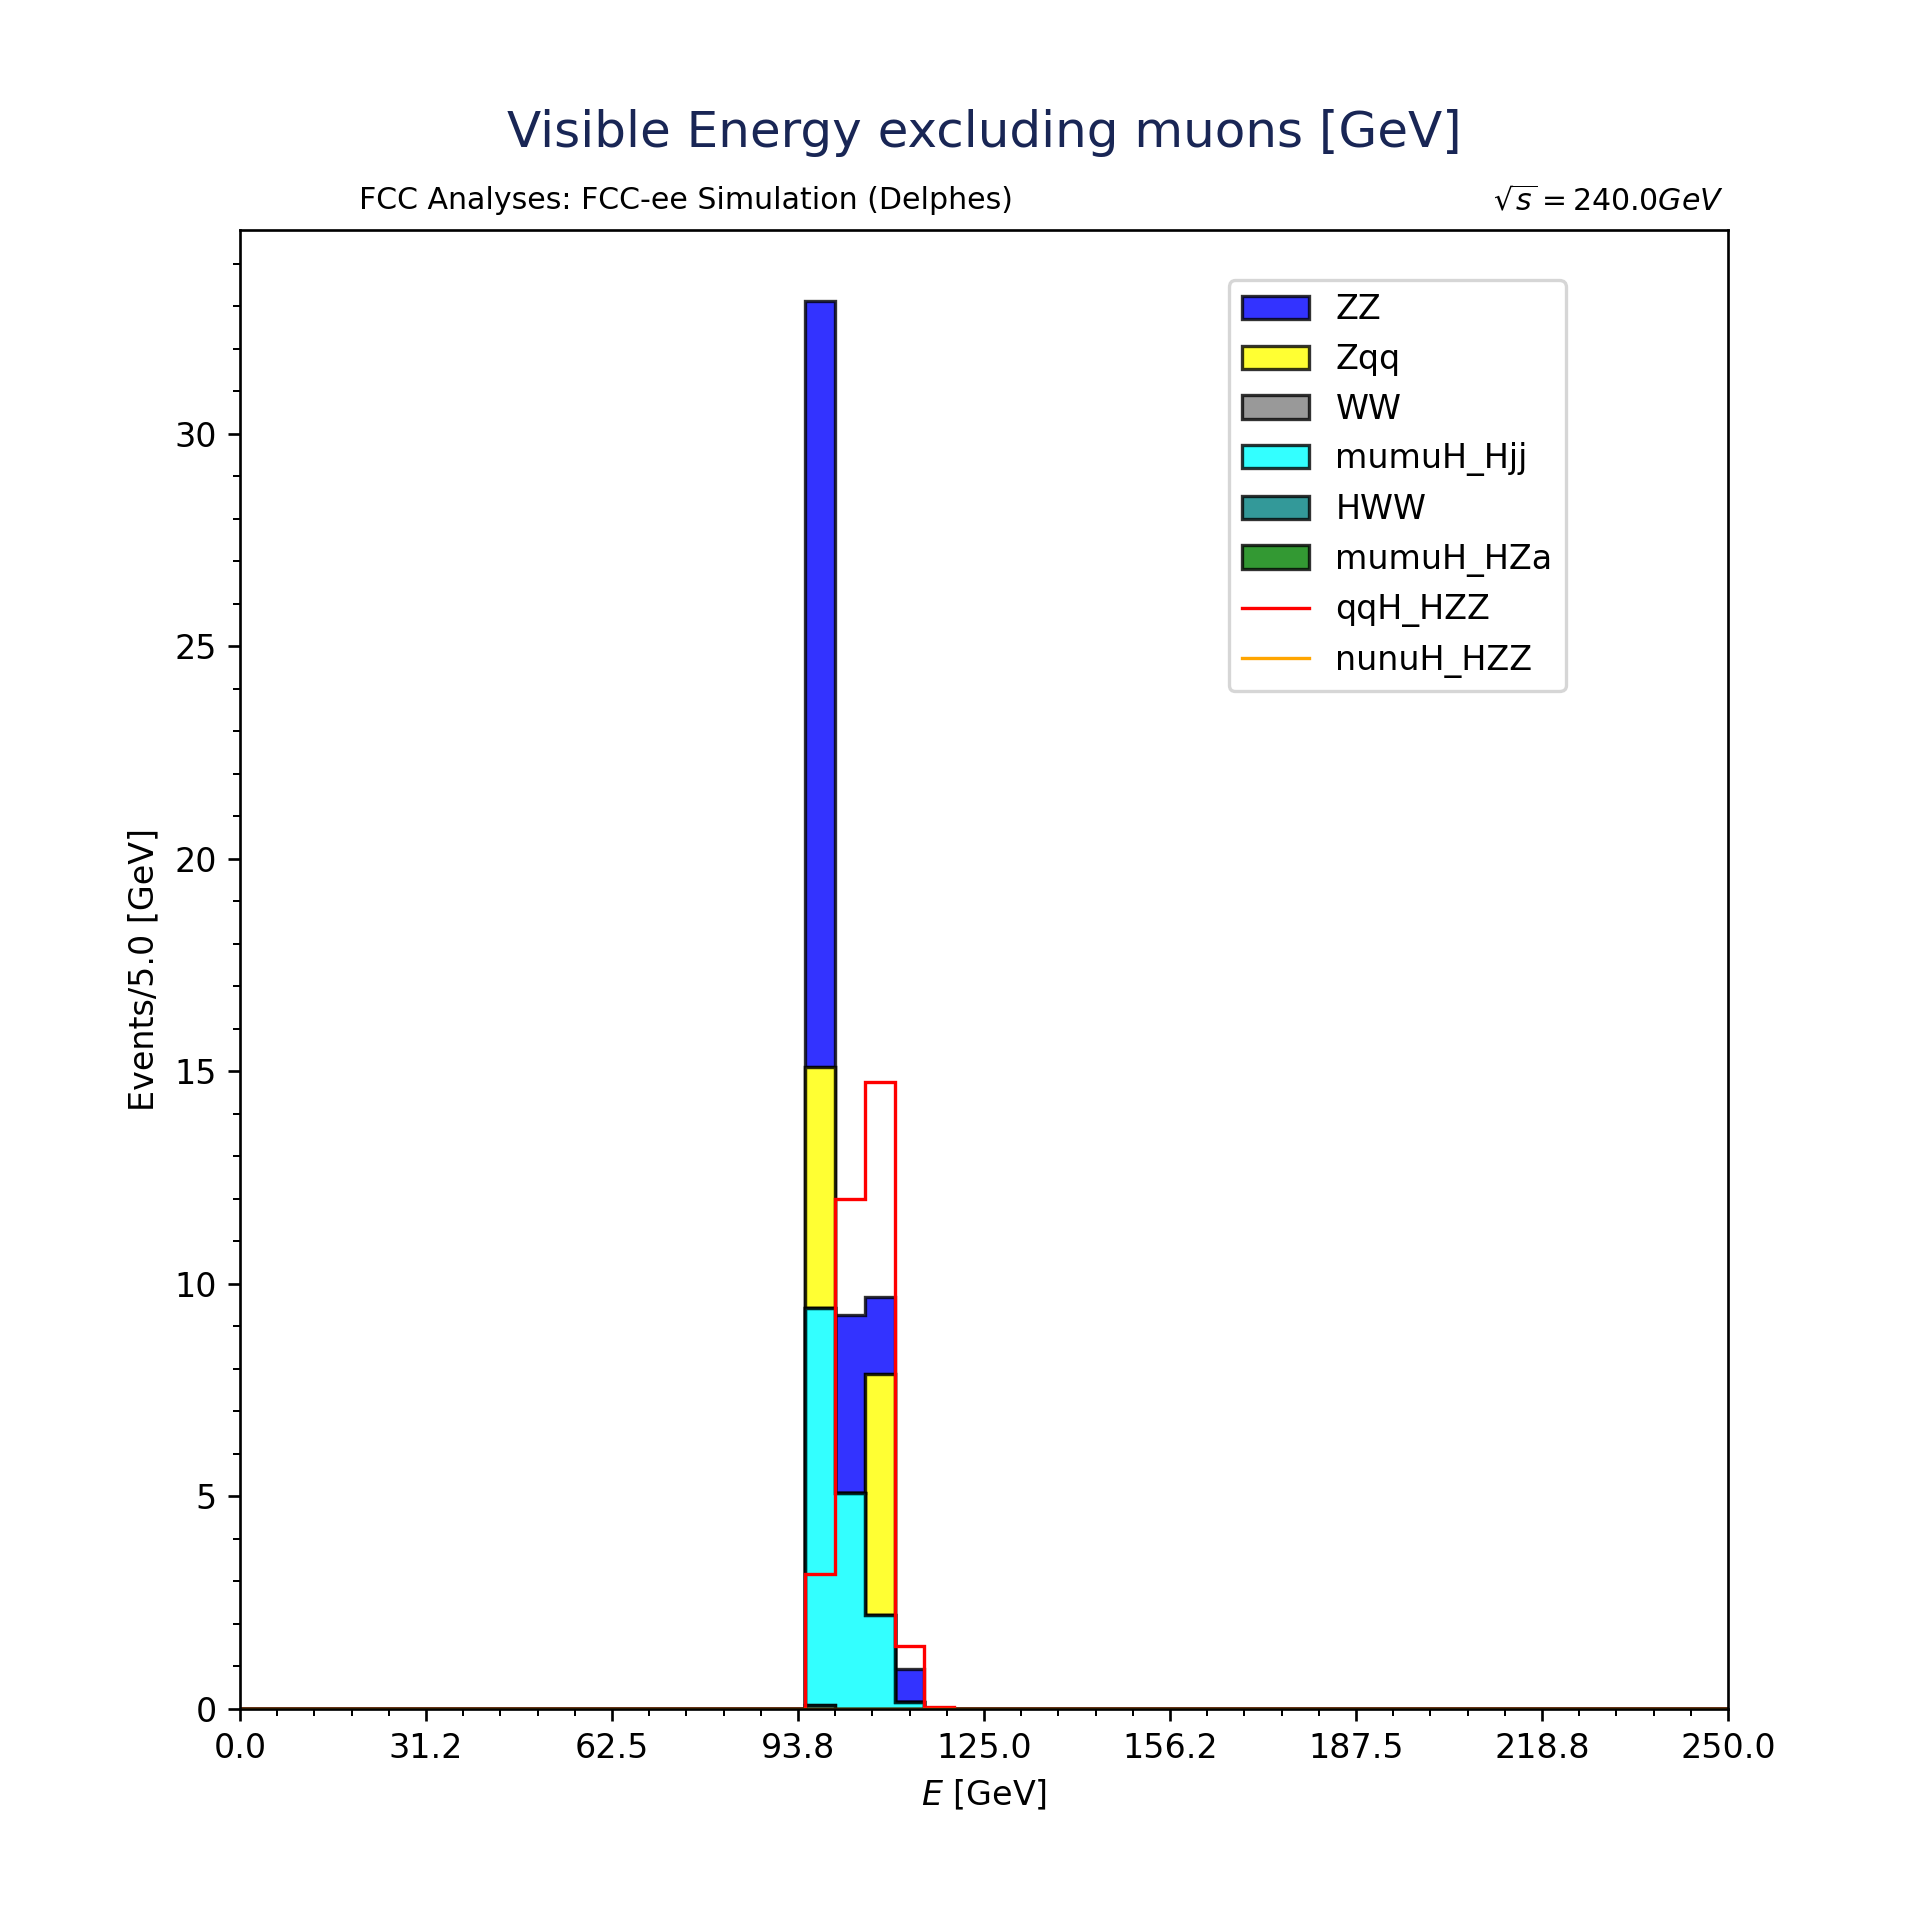 Visible Energy excluding muons [GeV]
FCC Analyses: FCC-ee Simulation (Delphes)
√s = 240.0GeV
ZZ
Zqq
WW
mumuH_Hjj
HWW
mumuH_HZa
qqH_HZZ
nunuH_HZZ
Events/5.0 [GeV]
30
25
20
15
10
5
0
0.0 31.2 62.5 93.8 125.0 156.2 187.5 218.8 250.0
E [GeV]